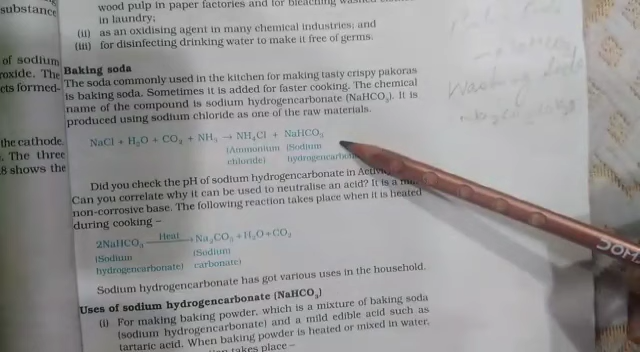 substance
wood pulp in paper factories and for bleaching washed
in laundry;
(ii) as an oxidising agent in many chemical industries; and
(iii) for disinfecting drinking water to make it free of germs.
of sodium
The
cts formed-
Baking soda
The soda commonly used in the kitchen for making tasty crispy pakoras
is baking soda. Sometimes it is added for faster cooking. The chemical
name of the compound is sodium hydrogencarbonate (NaHCO₃). It is
produced using sodium chloride as one of the raw materials.
the cathode.
The three
8 shows the
NaCl + H₂O + CO₂ + NH₃ → NH₄Cl + NaHCO₃
(Ammonium (Sodium
chloride) hydrogencarbon
Did you check the pH of sodium hydrogencarbonate in
Can you correlate why it can be used to neutralise an acid? It is a
non-corrosive base. The following reaction takes place when it is heated
during cooking –
2NaHCO₃ Heat → Na₂CO₃ + H₂O + CO₂
(Sodium (Sodium
hydrogencarbonate) carbonate)
Sodium hydrogencarbonate has got various uses in the household.
Uses of sodium hydrogencarbonate (NaHCO₃)
(i) For making baking powder, which is a mixture of baking soda
(sodium hydrogencarbonate) and a mild edible acid such as
tartaric acid. When baking powder is heated or mixed in water,
takes place –
DOMS